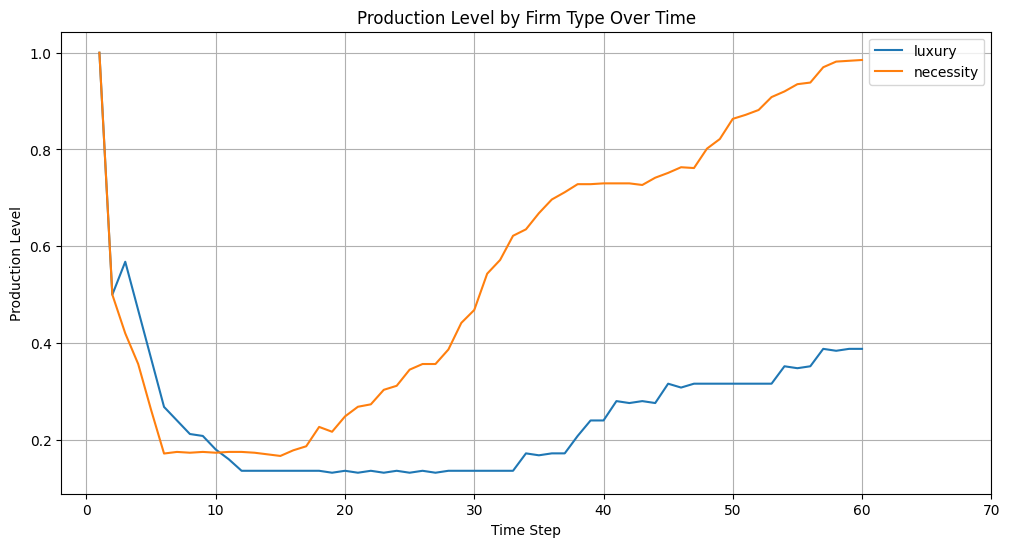 Production Level by Firm Type Over Time
luxury
necessity
Production Level
1.0
0.8
0.6
0.4
0.2
0 10 20 30 40 50 60 70
Time Step